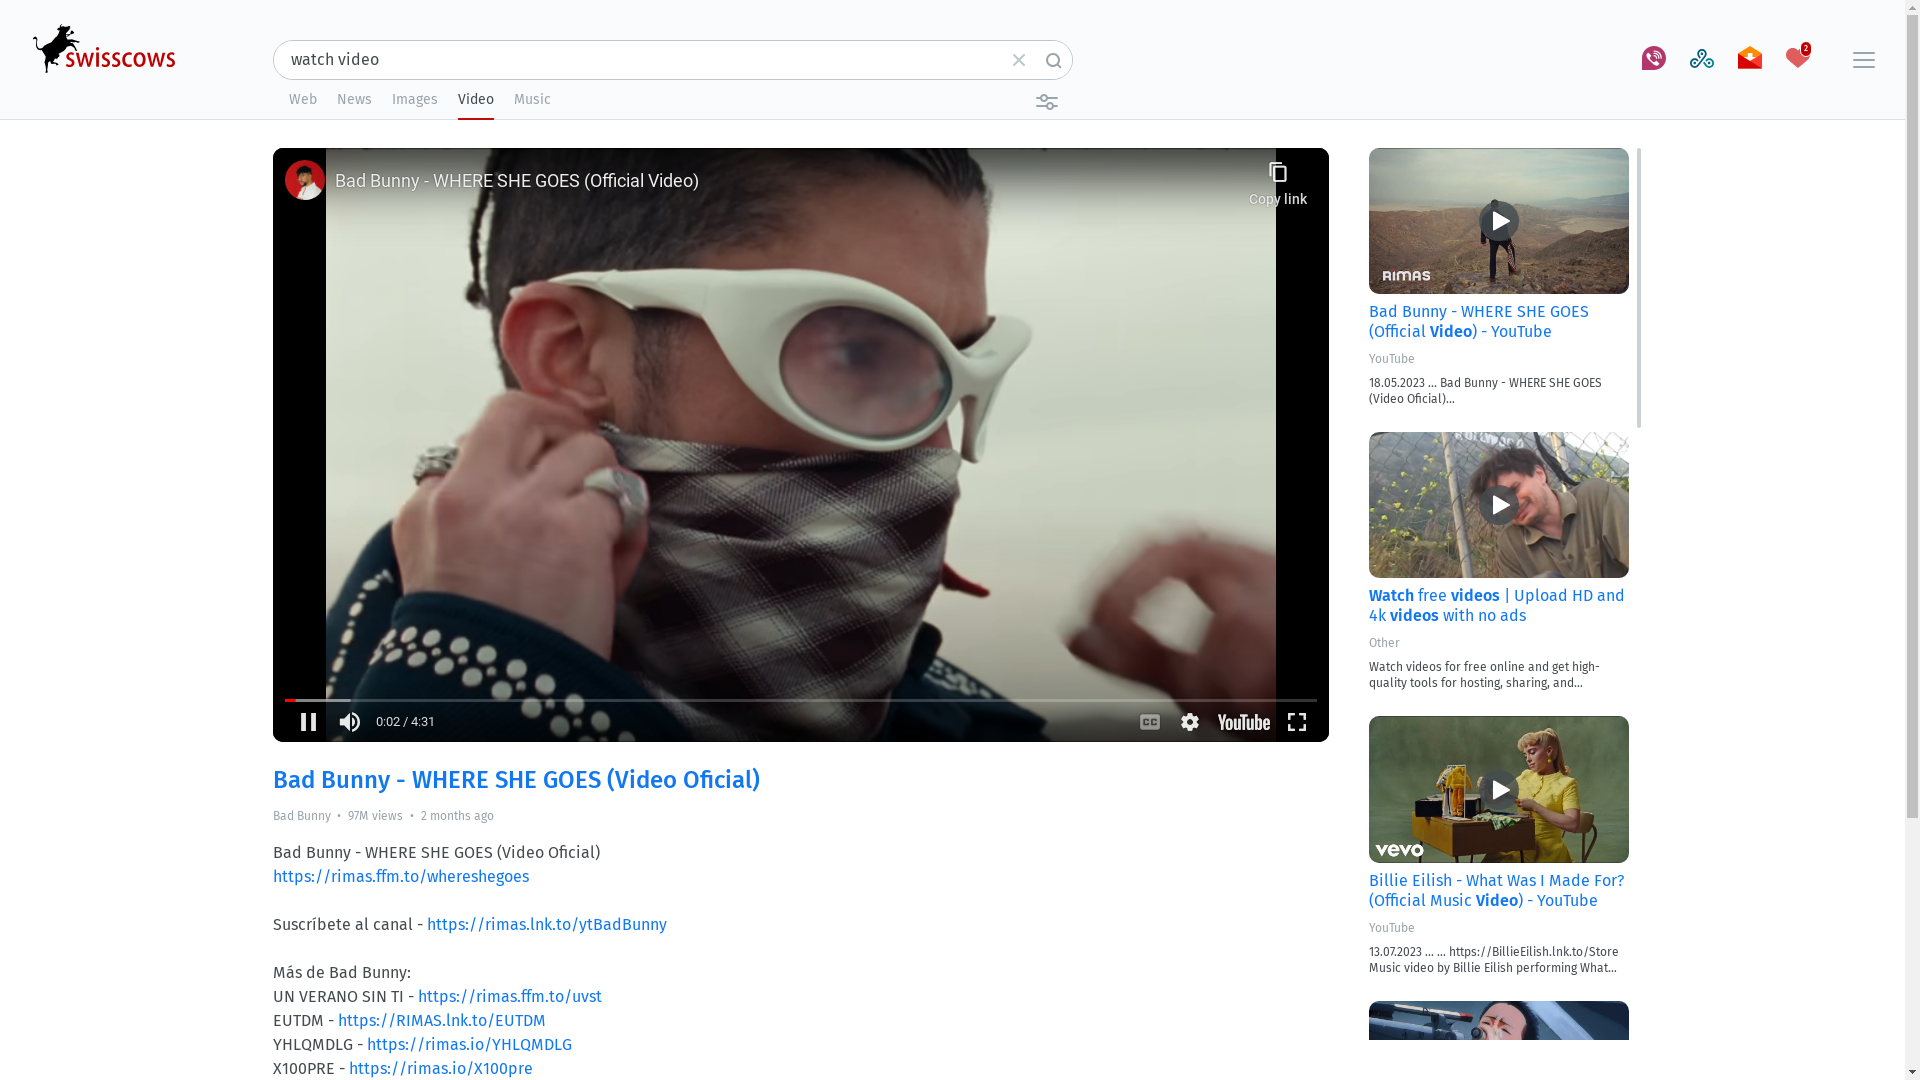 swisscows
watch video
2
Web
News
Images
Video
Music
Bad Bunny - WHERE SHE GOES (Official Video)
Copy link
0:02 / 4:31
CC
YouTube
Bad Bunny - WHERE SHE GOES (Video Oficial)
Bad Bunny • 97M views • 2 months ago
Bad Bunny - WHERE SHE GOES (Video Oficial)
https://rimas.ffm.to/whereshegoes
Suscríbete al canal - https://rimas.lnk.to/ytBadBunny
Más de Bad Bunny:
UN VERANO SIN TI - https://rimas.ffm.to/uvst
EUTDM - https://RIMAS.lnk.to/EUTDM
YHLQMDLG - https://rimas.io/YHLQMDLG
X100PRE - https://rimas.io/X100pre
RIMAS
Bad Bunny - WHERE SHE GOES
(Official Video) - YouTube
YouTube
18.05.2023 ... Bad Bunny - WHERE SHE GOES
(Video Oficial)...
Watch free videos | Upload HD and
4k videos with no ads
Other
Watch videos for free online and get high-
quality tools for hosting, sharing, and...
vevo
Billie Eilish - What Was I Made For?
(Official Music Video) - YouTube
YouTube
13.07.2023 ... ... https://BillieEilish.lnk.to/Store
Music video by Billie Eilish performing What...